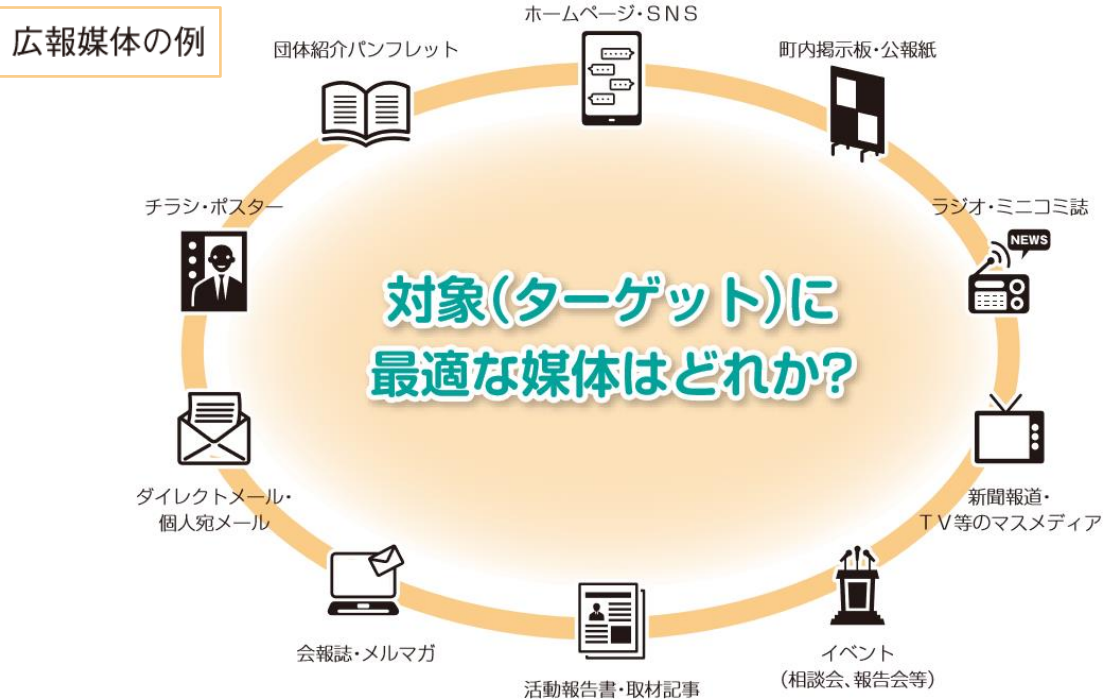 広報媒体の例
ホームページ・SNS
団体紹介パンフレット
町内掲示板・公報紙
チラシ・ポスター
ラジオ・ミニコミ誌
NEWS
対象(ターゲット)に
最適な媒体はどれか?
ダイレクトメール・
個人宛メール
新聞報道・
TV等のマスメディア
会報誌・メルマガ
イベント
(相談会、報告会等)
活動報告書・取材記事